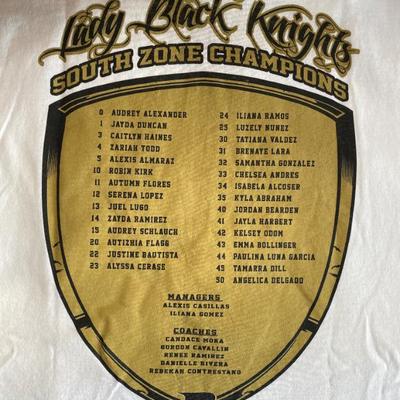 Lady Black Knights
SOUTH ZONE CHAMPIONS
0 AUDREY ALEXANDER
1 JAYDA DUNCAN
3 CAITLYN HAINES
4 ZARIAH TODD
5 ALEXIS ALMARAZ
10 ROBIN KIRK
11 AUTUMN FLORES
12 SERENA LOPEZ
13 JUEL LUGO
14 ZAYDA RAMIREZ
15 AUDREY SCHLAUCH
20 AUTIZHIA FLAGG
22 JUSTINE BAUTISTA
23 ALYSSA CERASE
24 ILIANA RAMOS
25 LUZELY NUNEZ
30 TATIANA VALDEZ
31 BRENAYE LARA
32 SAMANTHA GONZALEZ
33 CHELSEA ANDRES
34 ISABELA ALCOSER
35 KYLA ABRAHAM
40 JORDAN BEARDEN
41 JAYLA HARBERT
42 KELSEY ODOM
43 EMMA BOLLINGER
44 PAULINA LUNA GARCIA
45 TAMARRA DILL
50 ANGELICA DELGADO
MANAGERS
ALEXIS CASILLAS
ILIANA GOMEZ
COACHES
CANDACE MOKA
GORDON CAVALLIN
RENEE RAMIREZ
DANIELLE RIVERA
REBEKAH CONTRESTANO